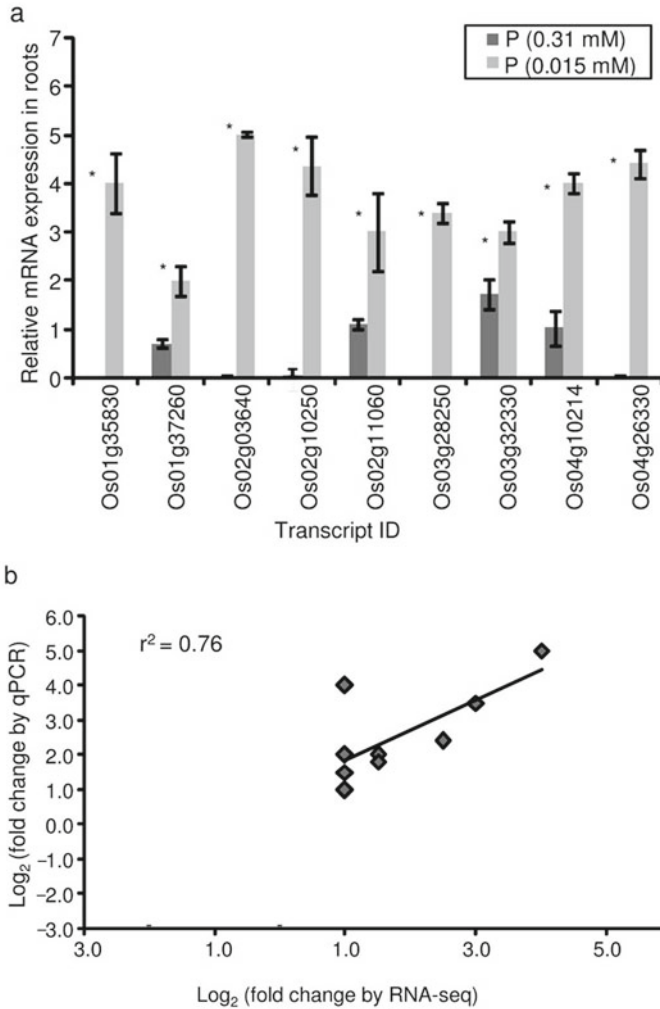 a
P (0.31 mM)
P (0.015 mM)
Relative mRNA expression in roots
7
6
5
4
3
2
1
0
* * * * * * * * *
Os01g35830
Os01g37260
Os02g03640
Os02g10250
Os02g11060
Os03g28250
Os03g32330
Os04g10214
Os04g26330
Transcript ID
b
r² = 0.76
Log₂ (fold change by qPCR)
6.0
5.0
4.0
3.0
2.0
1.0
0.0
−1.0
−2.0
−3.0
3.0 1.0 1.0 3.0 5.0
Log₂ (fold change by RNA-seq)